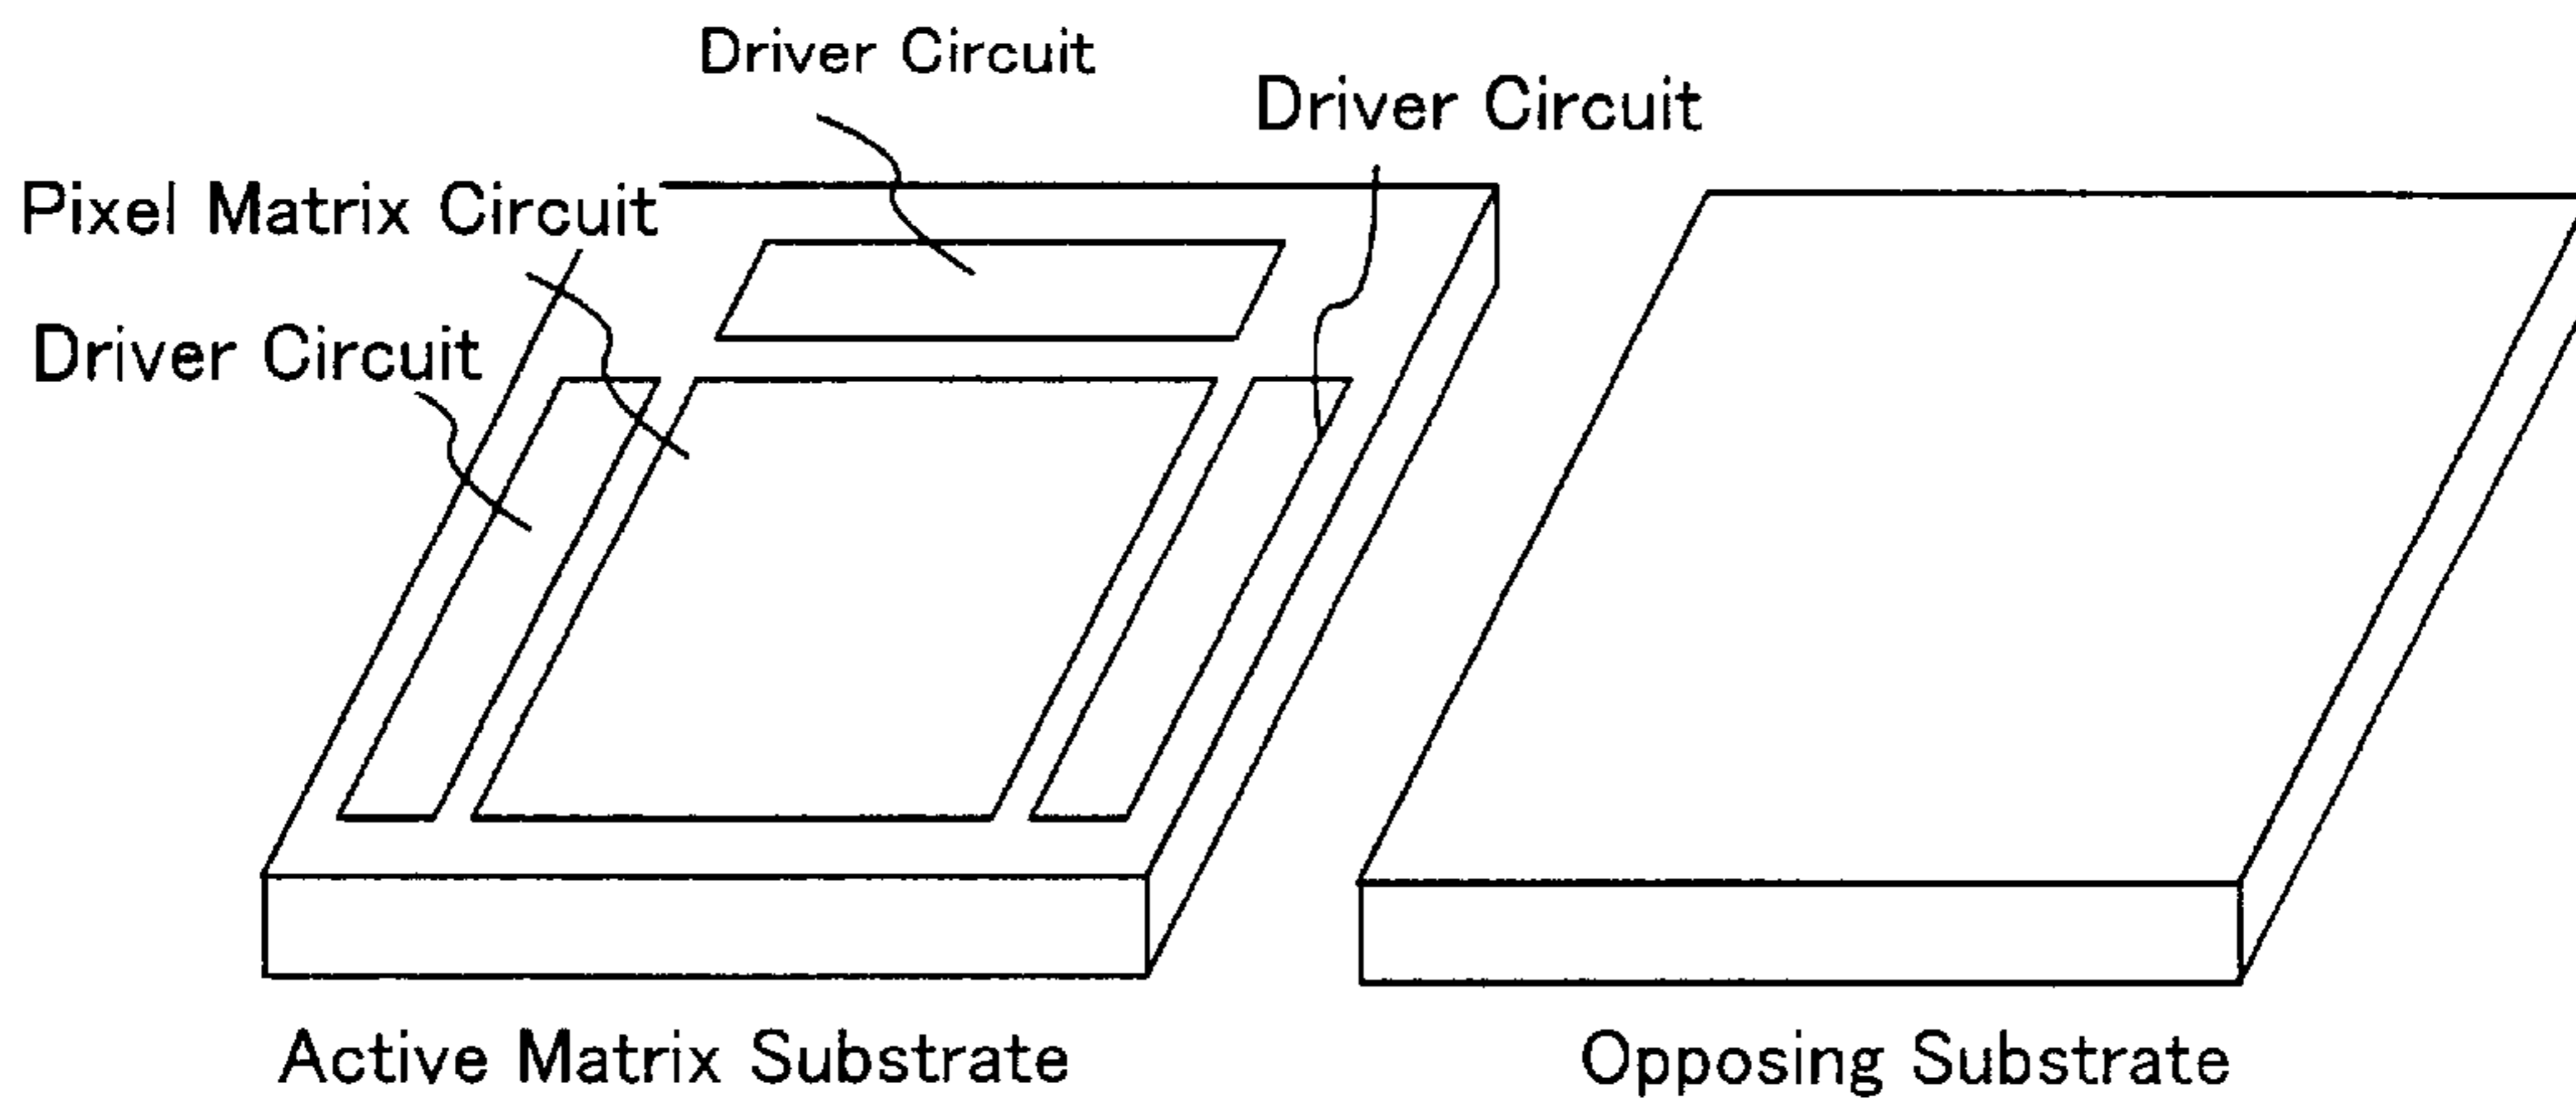 Driver Circuit
Driver Circuit
Pixel Matrix Circuit
Driver Circuit
Active Matrix Substrate
Opposing Substrate